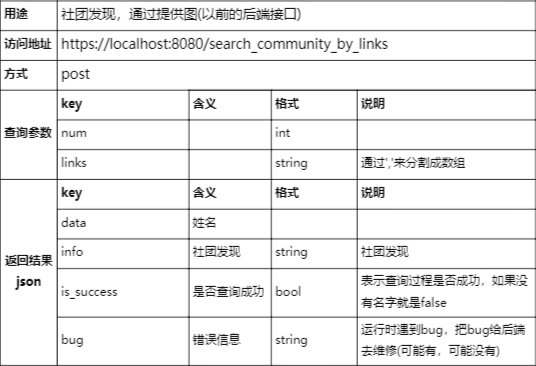 用途 社团发现，通过提供图(以前的后端接口)
访问地址 https://localhost:8080/search_community_by_links
方式 post
查询参数
key 含义 格式 说明
num int
links string 通过','来分割成数组
返回结果
json
key 含义 格式 说明
data 姓名
info 社团发现 string 社团发现
is_success 是否查询成功 bool 表示查询过程是否成功，如果没
有名字就是false
bug 错误信息 string 运行时遇到bug，把bug给后端
去维修(可能有，可能没有)